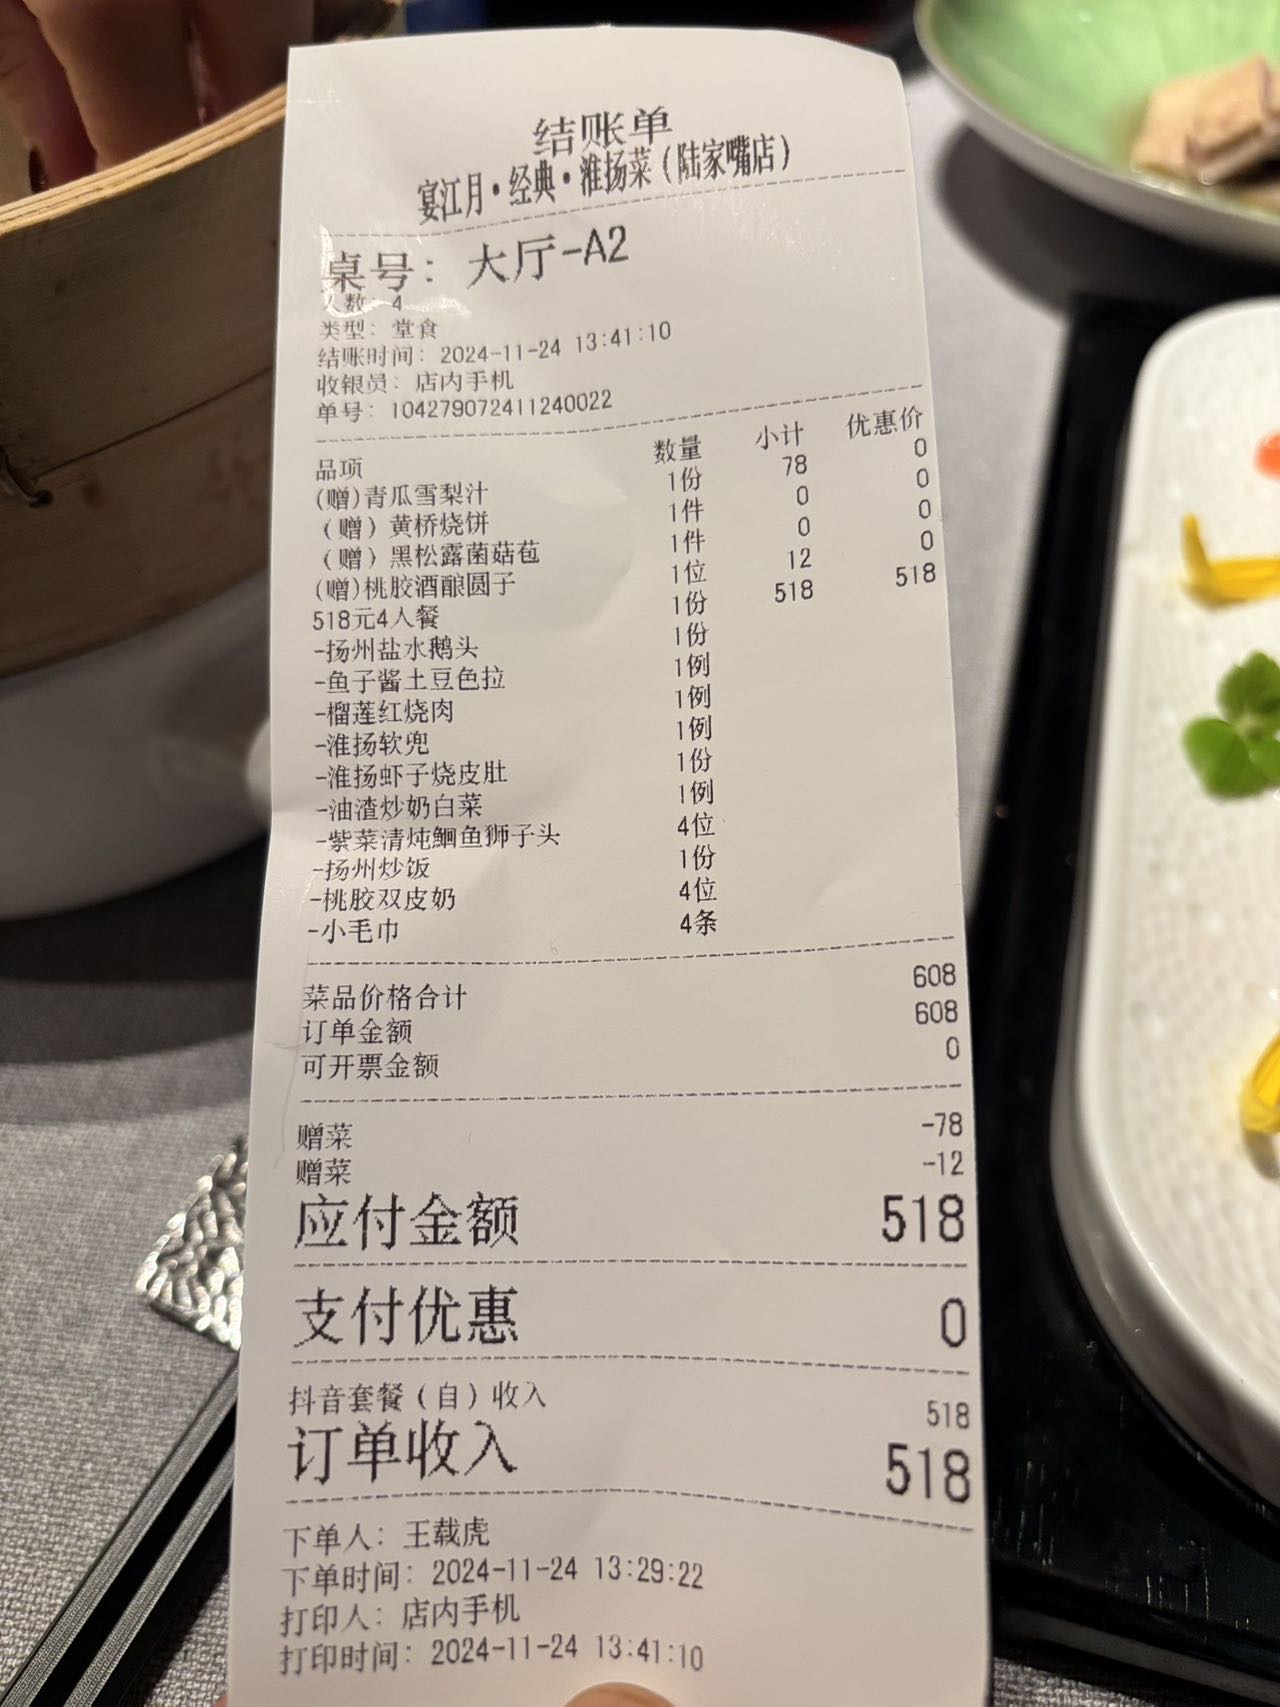 结账单
宴江月·经典·淮扬菜(陆家嘴店)
桌号: 大厅-A2
人数: 4
类型: 堂食
结账时间: 2024-11-24 13:41:10
收银员: 店内手机
单号: 104279072411240022
品项 数量 小计 优惠价
(赠)青瓜雪梨汁 1份 78 0
(赠)黄桥烧饼 1件 0 0
(赠)黑松露菌菇苞 1件 0 0
(赠)桃胶酒酿圆子 1位 12 0
518元4人餐 1份 518 518
-扬州盐水鹅头 1份
-鱼子酱土豆色拉 1例
-榴莲红烧肉 1例
-淮扬软兜 1例
-淮扬虾子烧皮肚 1份
-油渣炒奶白菜 1例
-紫菜清炖鮰鱼狮子头 4位
-扬州炒饭 1份
-桃胶双皮奶 4位
-小毛巾 4条
菜品价格合计 608
订单金额 608
可开票金额 0
赠菜 -78
赠菜 -12
应付金额 518
支付优惠 0
抖音套餐(自)收入 518
订单收入 518
下单人: 王载虎
下单时间: 2024-11-24 13:29:22
打印人: 店内手机
打印时间: 2024-11-24 13:41:10